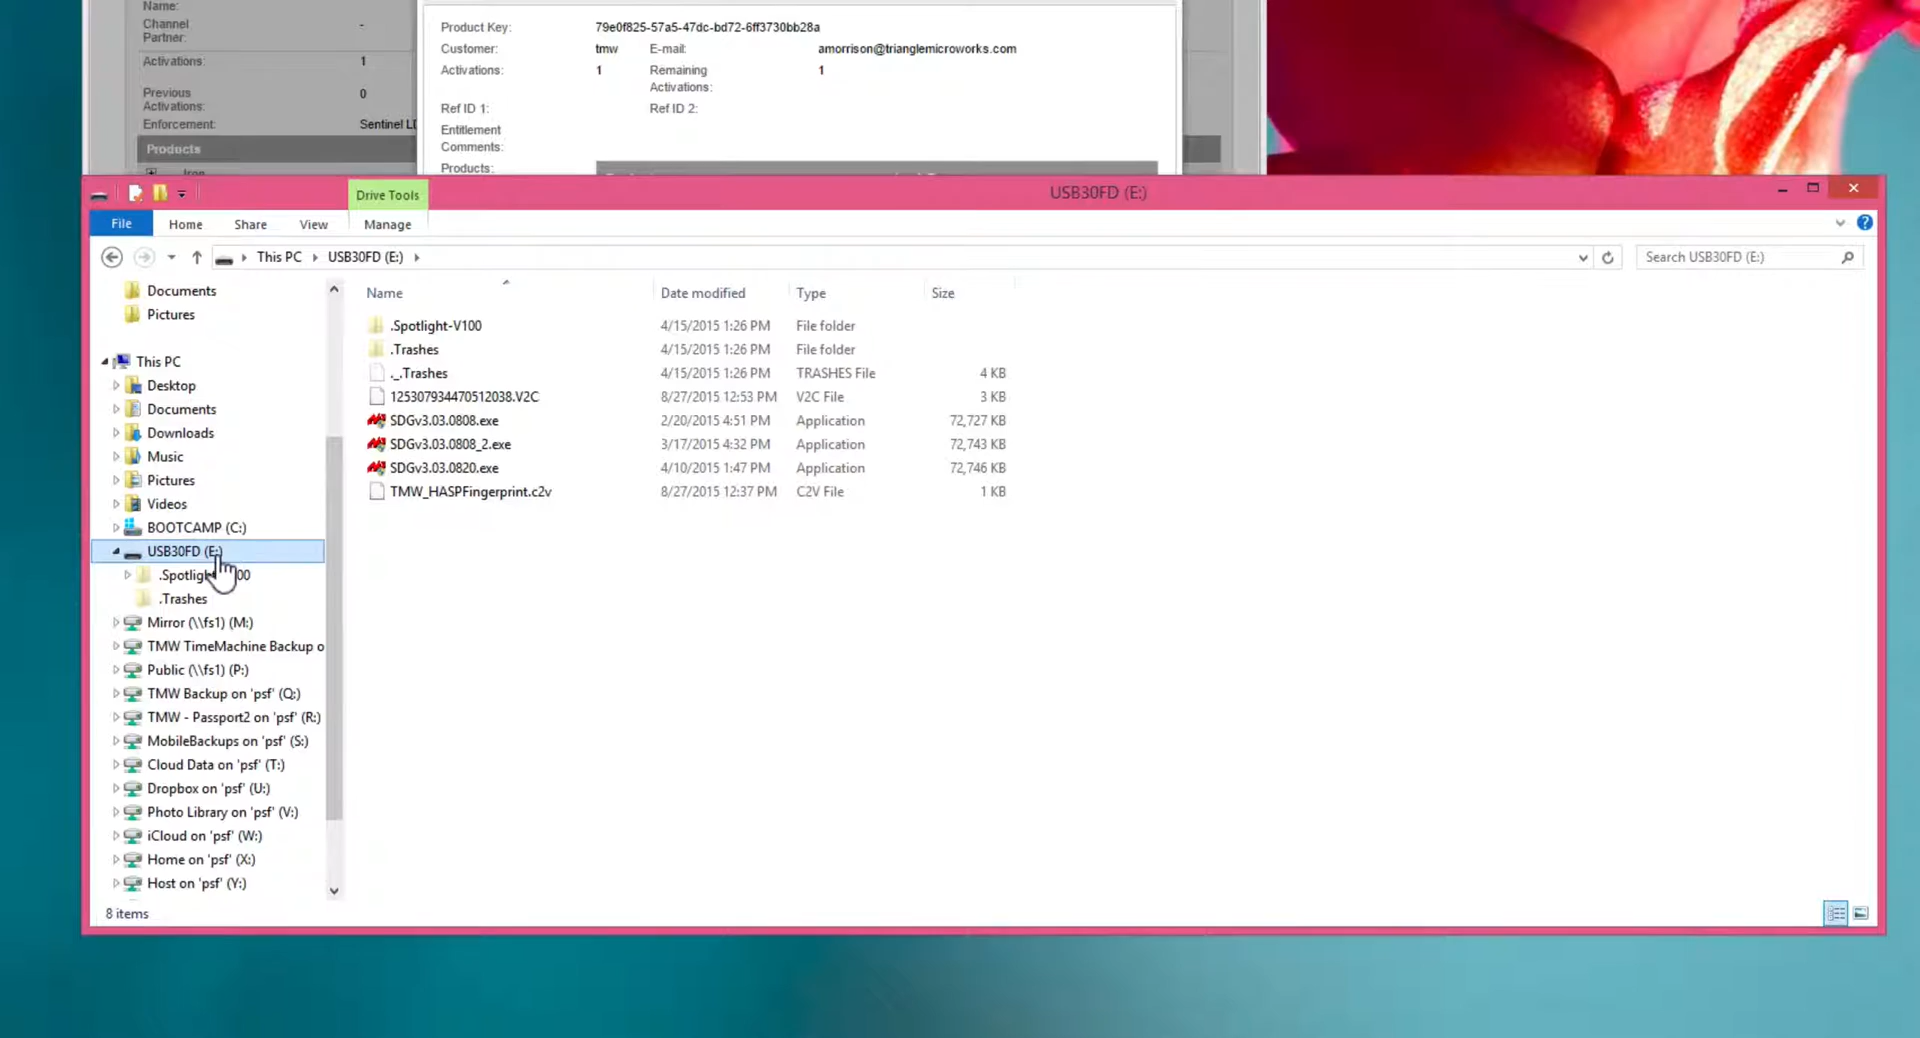 Name:
Channel
Partner:
-
Activations:
1
Previous
Activations:
0
Enforcement:
Sentinel
Products
Product Key:
79e0f825-57a5-47dc-bd72-6ff3730bb28a
Customer:
tmw
E-mail:
amorrison@trianglemicroworks.com
Activations:
1
Remaining
Activations:
1
Ref ID 1:
Ref ID 2:
Entitlement
Comments:
Products:
Drive Tools
USB30FD (E:)
File
Home
Share
View
Manage
This PC
USB30FD (E:)
Search USB30FD (E:)
Documents
Pictures
This PC
Desktop
Documents
Downloads
Music
Pictures
Videos
BOOTCAMP (C:)
USB30FD (E:)
.Trashes
Mirror (\\fs1) (M:)
TMW TimeMachine Backup o
Public (\\fs1) (P:)
TMW Backup on 'psf' (Q:)
TMW - Passport2 on 'psf' (R:)
MobileBackups on 'psf' (S:)
Cloud Data on 'psf' (T:)
Dropbox on 'psf' (U:)
Photo Library on 'psf' (V:)
iCloud on 'psf' (W:)
Home on 'psf' (X:)
Host on 'psf' (Y:)
Name Date modified Type Size
.Spotlight-V100 4/15/2015 1:26 PM File folder
.Trashes 4/15/2015 1:26 PM File folder
._.Trashes 4/15/2015 1:26 PM TRASHES File 4 KB
125307934470512038.V2C 8/27/2015 12:53 PM V2C File 3 KB
SDGv3.03.0808.exe 2/20/2015 4:51 PM Application 72,727 KB
SDGv3.03.0808_2.exe 3/17/2015 4:32 PM Application 72,743 KB
SDGv3.03.0820.exe 4/10/2015 1:47 PM Application 72,746 KB
TMW_HASPFingerprint.c2v 8/27/2015 12:37 PM C2V File 1 KB
8 items